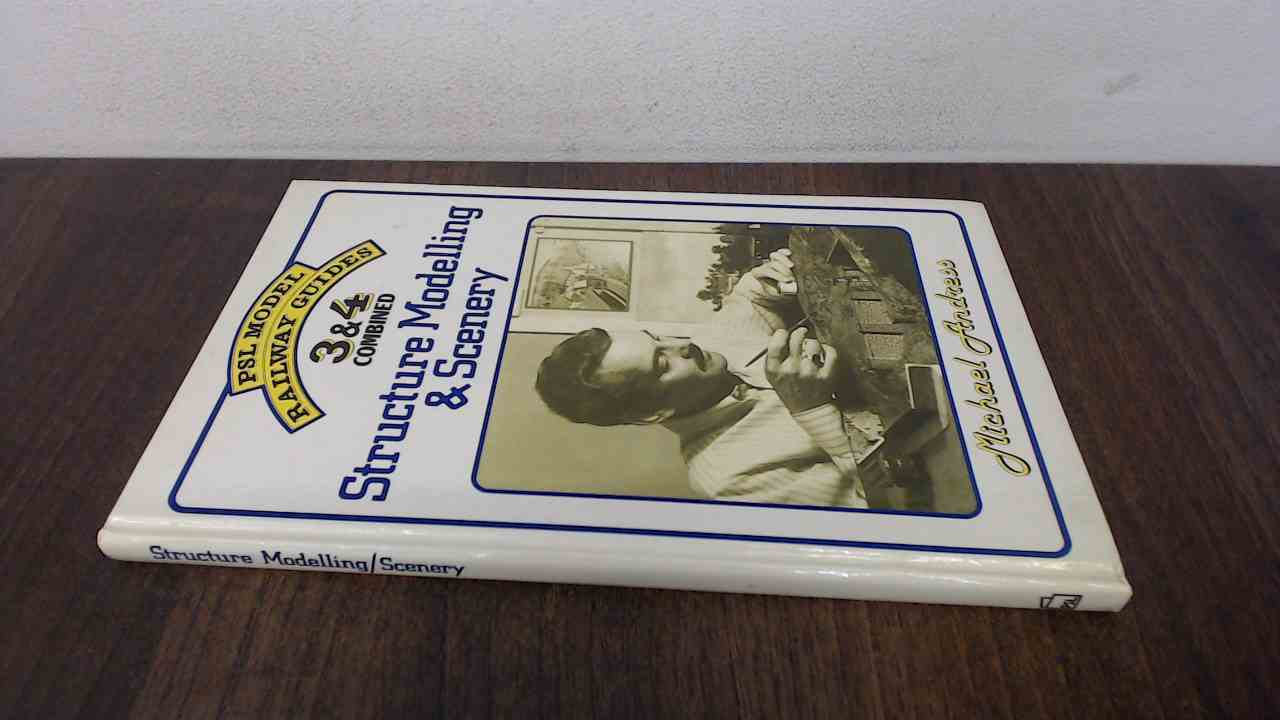 PSL MODEL
RAILWAY GUIDES
3&4
COMBINED
Structure Modelling
& Scenery
Michael Andress
Structure Modelling/Scenery